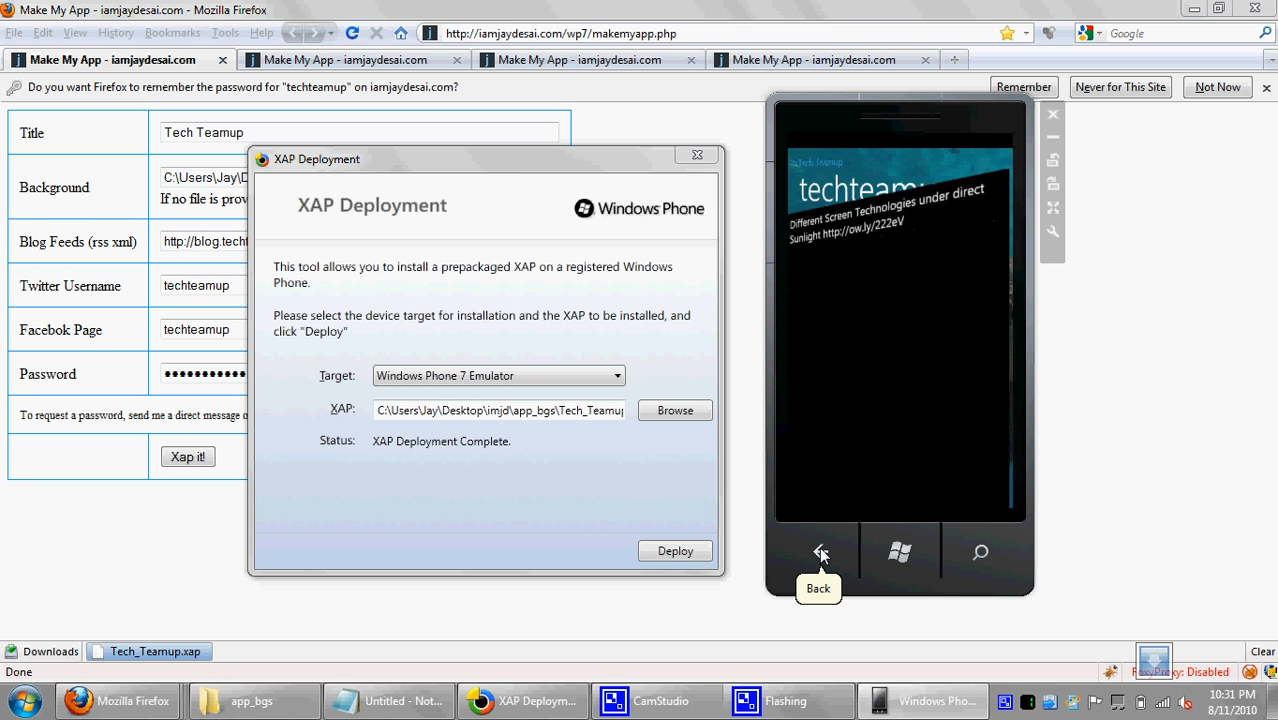 Make My App - iamjaydesai.com - Mozilla Firefox
File Edit View History Bookmarks Tools Help
http://iamjaydesai.com/wp7/makemyapp.php
Google
Make My App - iamjaydesai.com
Make My App - iamjaydesai.com
Make My App - iamjaydesai.com
Make My App - iamjaydesai.com
Do you want Firefox to remember the password for "techteamup" on iamjaydesai.com?
Remember
Never for This Site
Not Now
Title
Tech Teamup
Background
C:\Users\Jay\D
If no file is prov
Blog Feeds (rss xml)
http://blog.tech
Twitter Username
techteamup
Facebok Page
techteamup
Password
To request a password, send me a direct message o
Xap it!
XAP Deployment
XAP Deployment
Windows Phone
This tool allows you to install a prepackaged XAP on a registered Windows
Phone.
Please select the device target for installation and the XAP to be installed, and
click "Deploy"
Target:
Windows Phone 7 Emulator
XAP:
C:\Users\Jay\Desktop\imjd\app_bgs\Tech_Teamup
Browse
Status:
XAP Deployment Complete.
Deploy
Tech Teamup
techteamu
Different Screen Technologies under direct
Sunlight http://ow.ly/222eV
Back
Downloads
Tech_Teamup.xap
Clear
Done
FoxyProxy: Disabled
Mozilla Firefox
app_bgs
Untitled - Not...
XAP Deploym...
CamStudio
Flashing
Windows Pho...
10:31 PM
8/11/2010